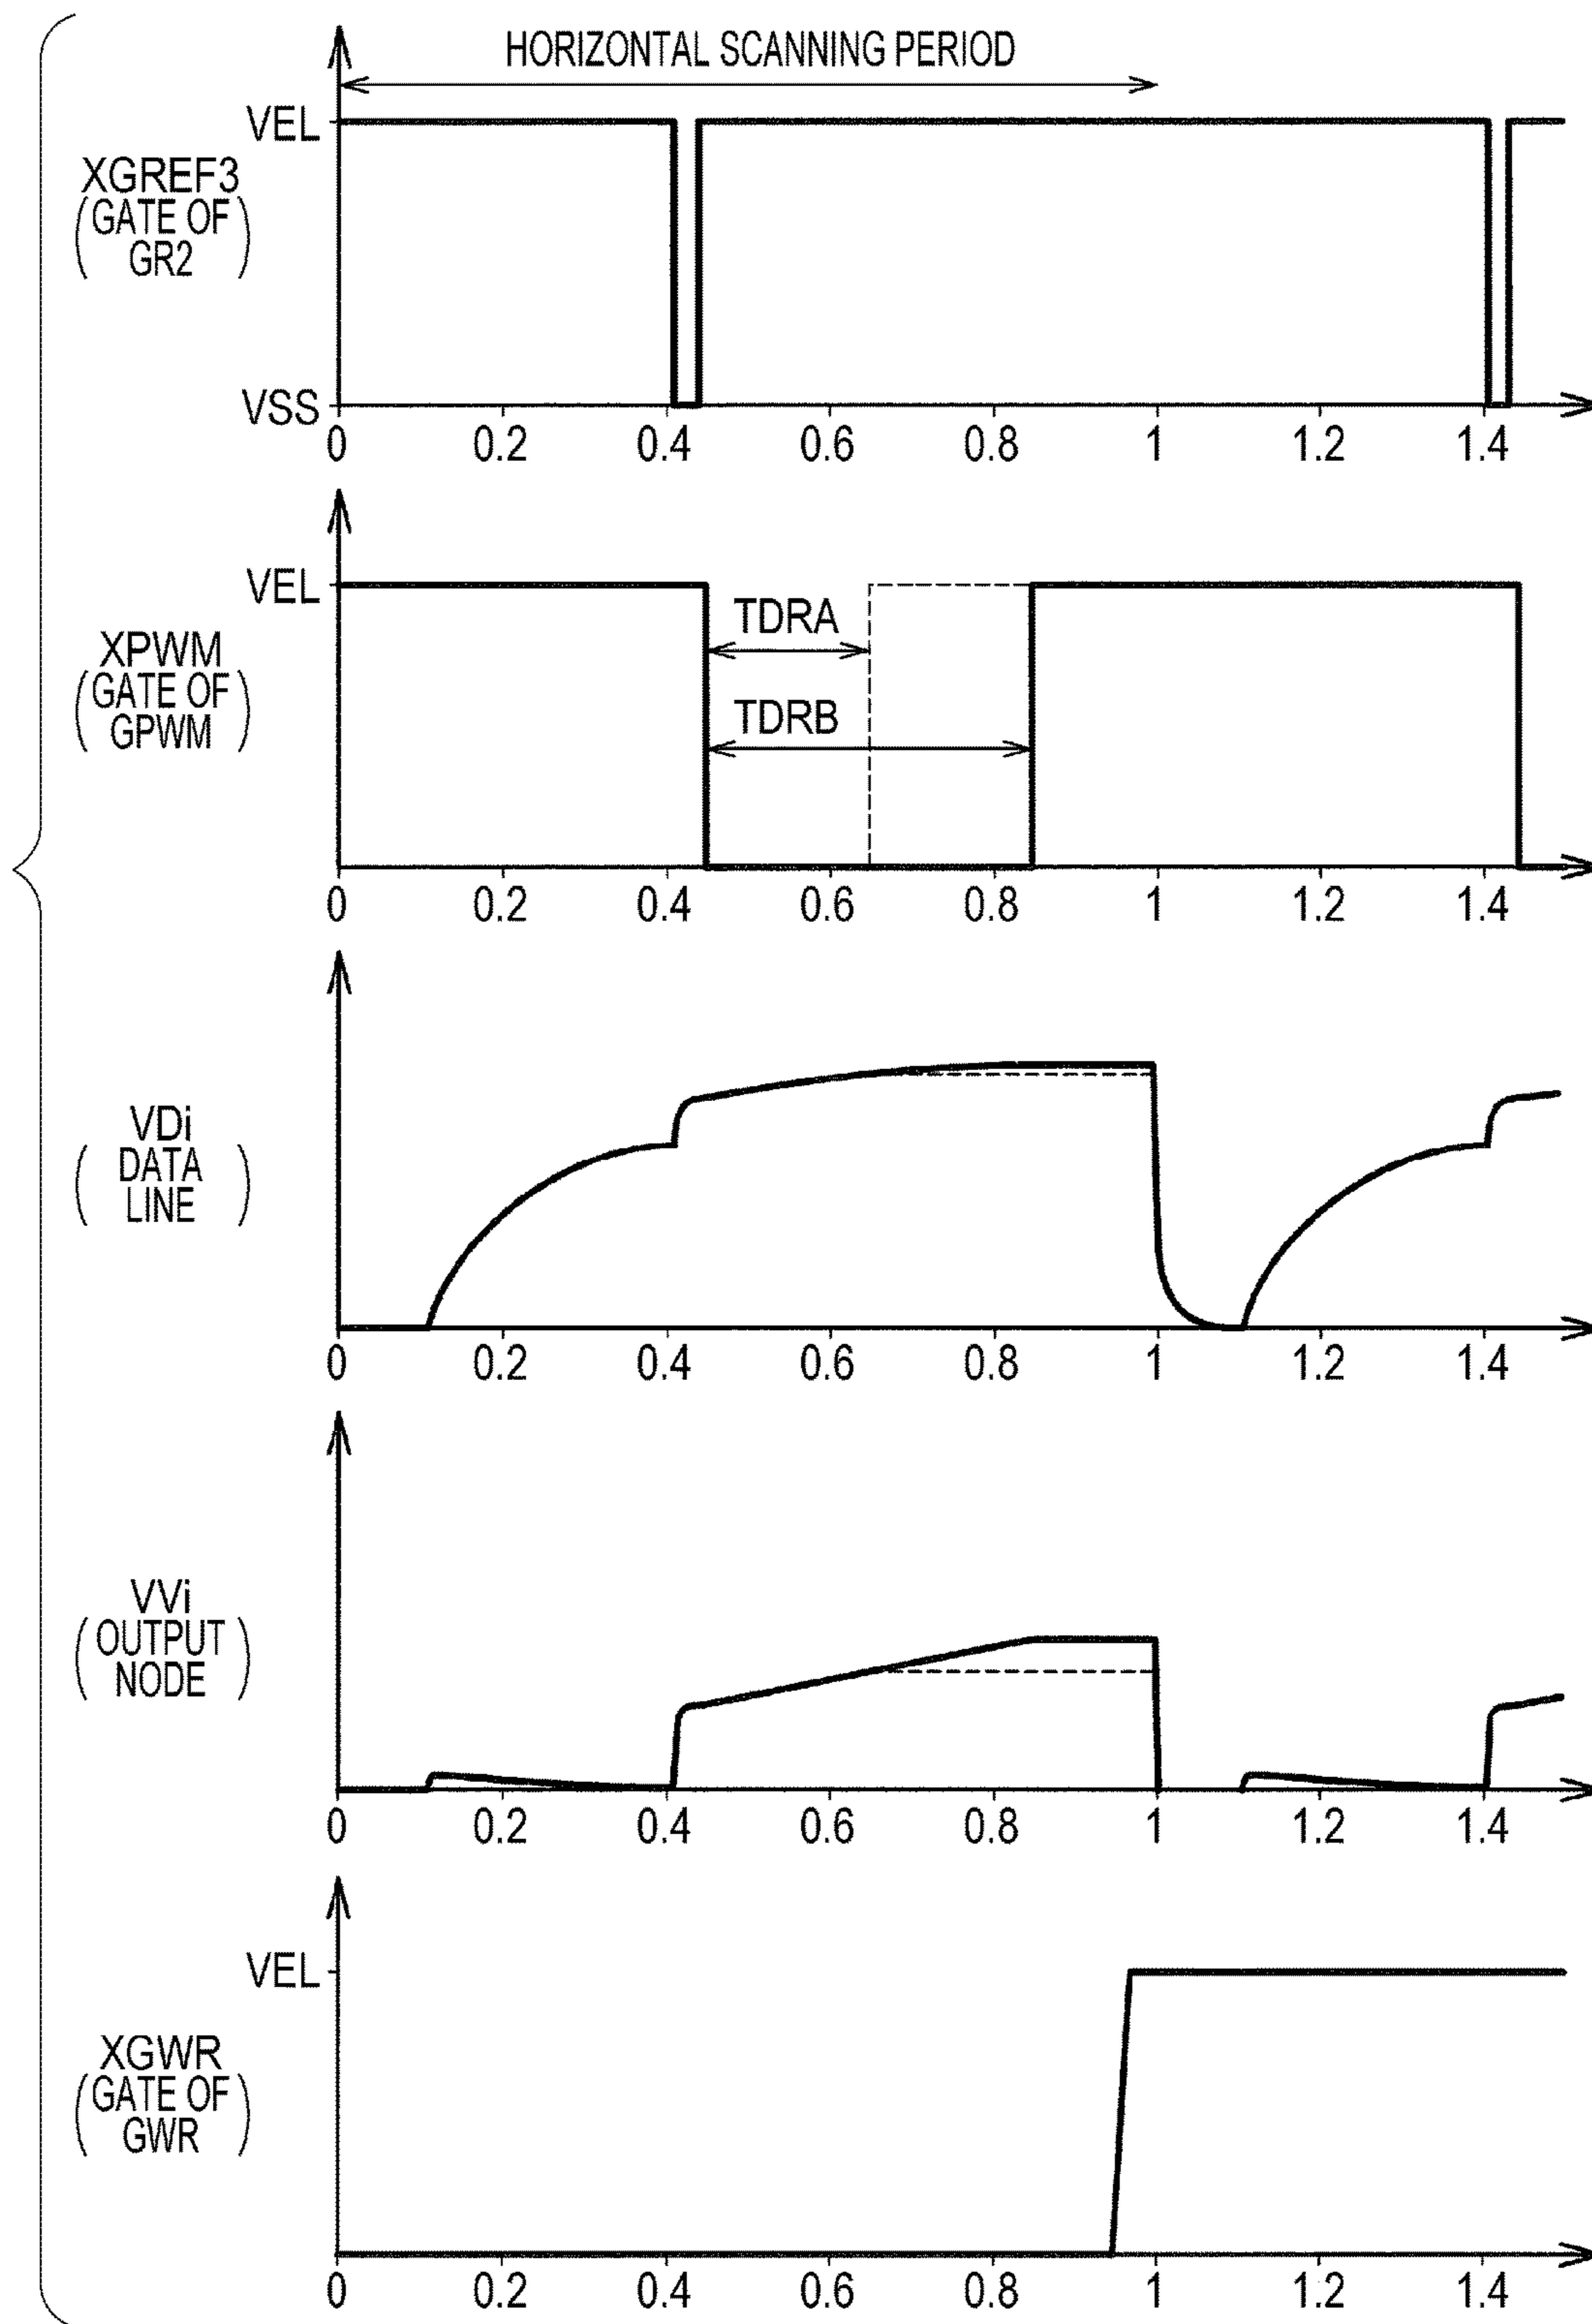 HORIZONTAL SCANNING PERIOD
VEL
XGREF3
(GATE OF
GR2)
VSS
0 0.2 0.4 0.6 0.8 1 1.2 1.4
VEL
TDRA
XPWM
(GATE OF
GPWM)
TDRB
0 0.2 0.4 0.6 0.8 1 1.2 1.4
VDi
(DATA
LINE)
0 0.2 0.4 0.6 0.8 1 1.2 1.4
VVi
(OUTPUT
NODE)
0 0.2 0.4 0.6 0.8 1 1.2 1.4
VEL
XGWR
(GATE OF
GWR)
0 0.2 0.4 0.6 0.8 1 1.2 1.4